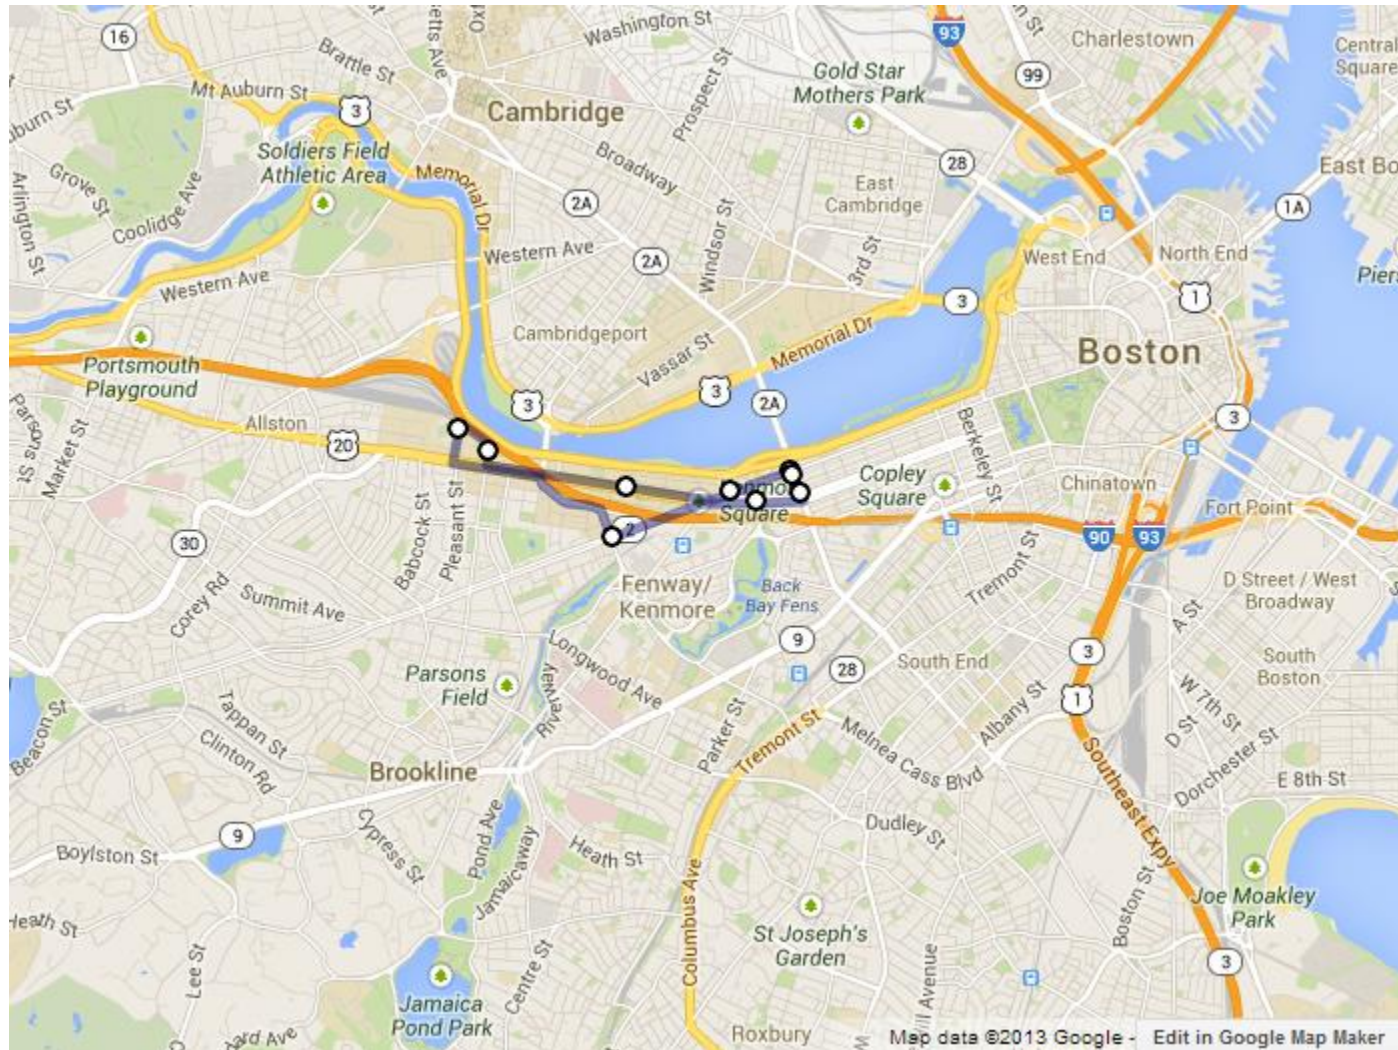 16
Washington St
93
Charlestown
Central
Square
Brattle St
99
Gold Star
Mothers Park
Mt Auburn St
3
Cambridge
Prospect St
Soldiers Field
Athletic Area
Broadway
28
East
Cambridge
Grove St
Arlington St
Coolidge Ave
Memorial Dr
2A
1A
Windsor St
Western Ave
2A
3rd St
West End
North End
Western Ave
3
1
Cambridgeport
Vassar St
Memorial Dr
Boston
Portsmouth
Playground
3
3
2A
3
Allston
20
Parsons St
Market St
Berkeley St
Copley
Square
Chinatown
Square
Fort Point
2
90
93
30
Babcock St
Pleasant St
Fenway/
Kenmore
Back
Bay Fens
Tremont St
D Street / West
Broadway
Corey Rd
Summit Ave
A St
9
3
Longwood Ave
28
South End
South
Boston
Parsons
Field
Riverway
1
Albany St
W 7th St
D St
Beacon St
Tappan St
Clinton Rd
Parker St
Tremont St
Melnea Cass Blvd
Southeast Expy
Dorchester St
Brookline
E 8th St
9
Cypress St
Pond Ave
Jamaicaway
Heath St
Dudley St
Boylston St
Columbus Ave
Joe Moakley
Park
Heath St
St Joseph's
Garden
Boston St
Lee St
Centre St
3
Jamaica
Pond Park
Roxbury
Map data ©2013 Google -
Edit in Google Map Maker